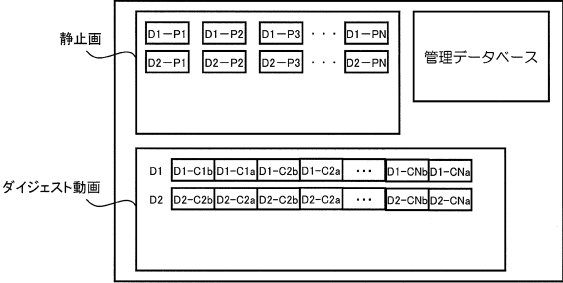 静止画
D1-P1 D1-P2 D1-P3 ··· D1-PN
D2-P1 D2-P2 D2-P3 ··· D2-PN
管理データベース
ダイジェスト動画
D1 D1-C1b D1-C1a D1-C2b D1-C2a ··· D1-CNb D1-CNa
D2 D2-C2b D2-C2a D2-C2b D2-C2a ··· D2-CNb D2-CNa